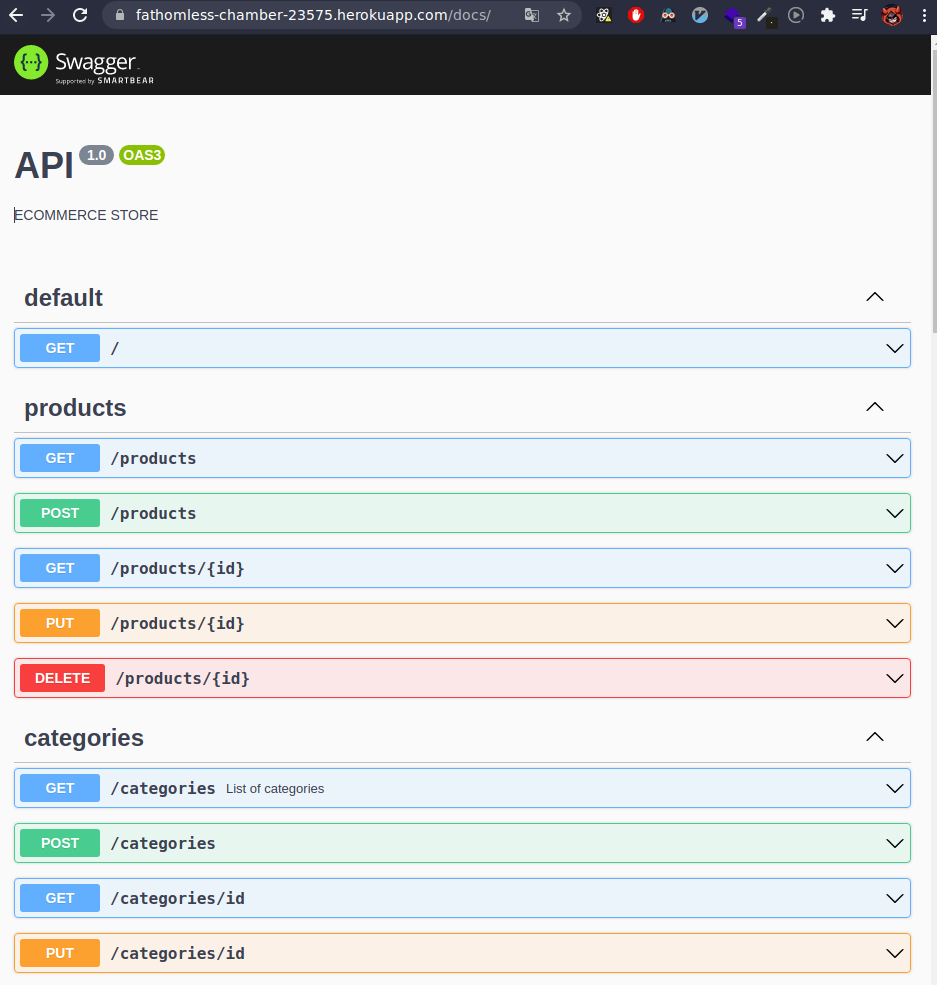 fathomless-chamber-23575.herokuapp.com/docs/
5
Swagger.
Supported by SMARTBEAR
API 1.0 OAS3
ECOMMERCE STORE
default
GET /
products
GET /products
POST /products
GET /products/{id}
PUT /products/{id}
DELETE /products/{id}
categories
GET /categories List of categories
POST /categories
GET /categories/id
PUT /categories/id